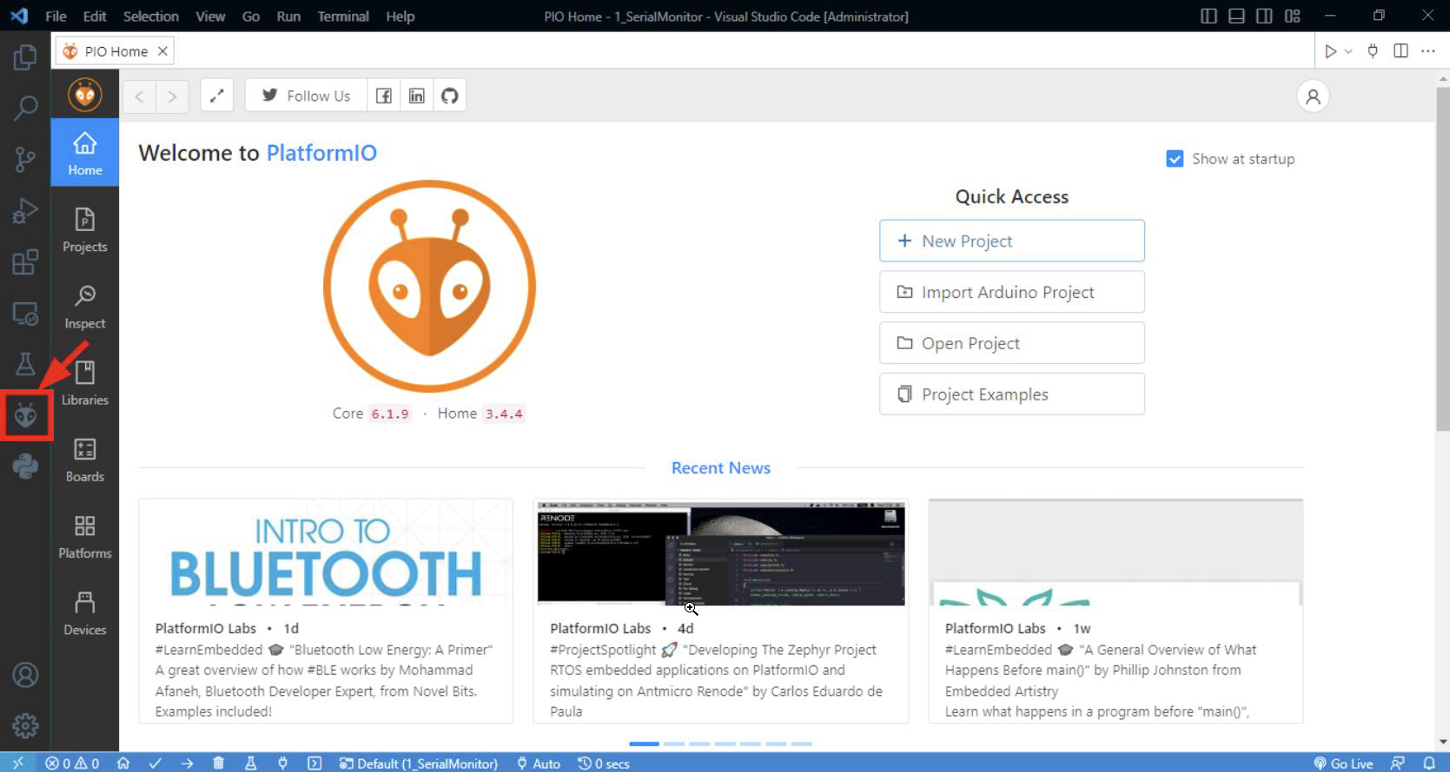 File Edit Selection View Go Run Terminal Help PIO Home - 1_SerialMonitor - Visual Studio Code [Administrator]
PIO Home
Follow Us
Home
Projects
Inspect
Libraries
Boards
Platforms
Devices
Welcome to PlatformIO
Show at startup
Core 6.1.9 · Home 3.4.4
Quick Access
New Project
Import Arduino Project
Open Project
Project Examples
Recent News
INTRO TO
BLUETOOTH
PlatformIO Labs • 1d
#LearnEmbedded 🎓 "Bluetooth Low Energy: A Primer"
A great overview of how #BLE works by Mohammad
Afaneh, Bluetooth Developer Expert, from Novel Bits.
Examples included!
RENODE
PlatformIO Labs • 4d
#ProjectSpotlight 🚀 "Developing The Zephyr Project
RTOS embedded applications on PlatformIO and
simulating on Antmicro Renode" by Carlos Eduardo de
Paula
PlatformIO Labs • 1w
#LearnEmbedded 🎓 "A General Overview of What
Happens Before main()" by Phillip Johnston from
Embedded Artistry
Learn what happens in a program before "main()",
0 0 Default (1_SerialMonitor) Auto 0 secs Go Live